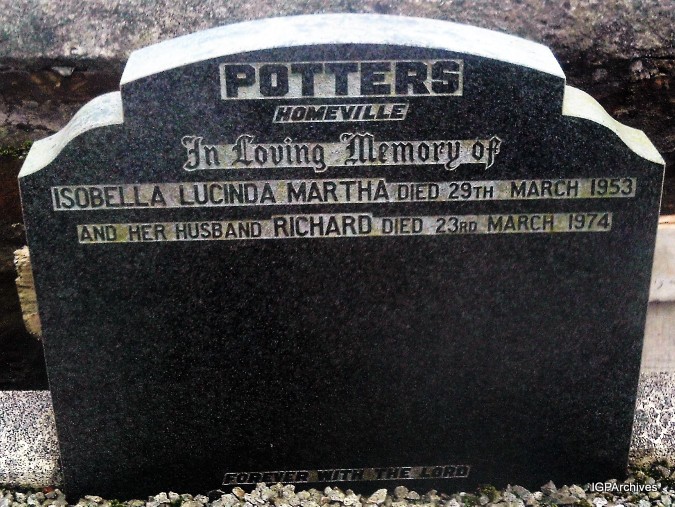 POTTERS
HOMEVILLE
In Loving Memory of
ISOBELLA LUCINDA MARTHA DIED 29TH MARCH 1953
AND HER HUSBAND RICHARD DIED 23RD MARCH 1974
FOREVER WITH THE LORD
IGPArchives